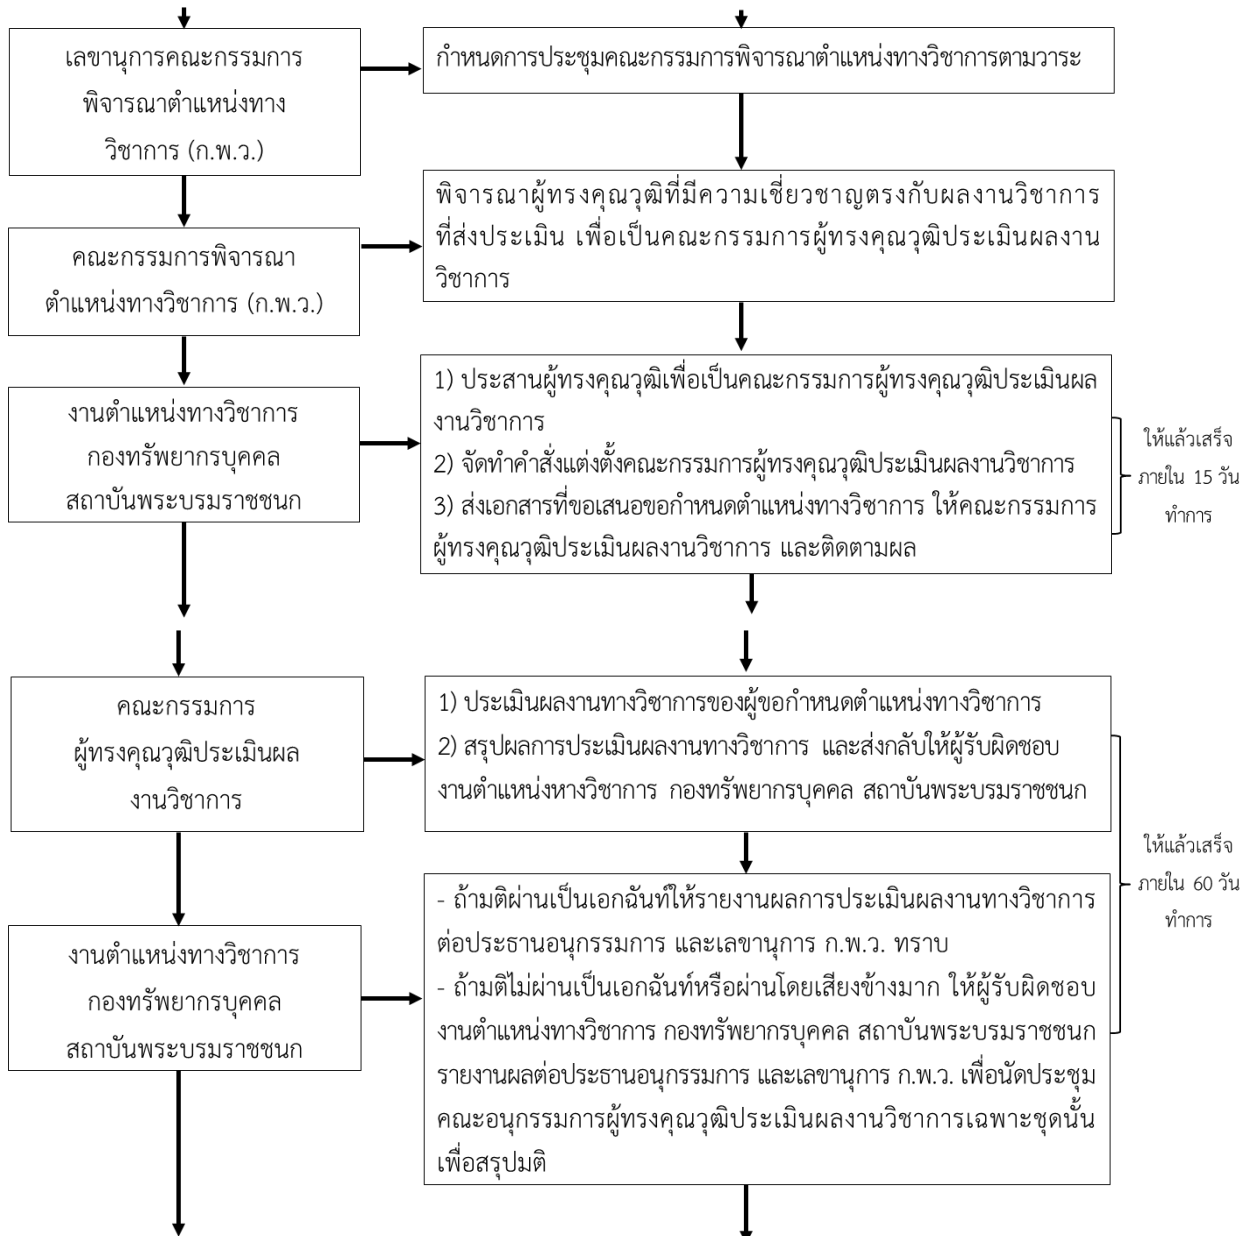 เลขานุการคณะกรรมการ
พิจารณาตำแหน่งทาง
วิชาการ (ก.พ.ว.)
กำหนดการประชุมคณะกรรมการพิจารณาตำแหน่งทางวิชาการตามวาระ
คณะกรรมการพิจารณา
ตำแหน่งทางวิชาการ (ก.พ.ว.)
พิจารณาผู้ทรงคุณวุฒิที่มีความเชี่ยวชาญตรงกับผลงานวิชาการ
ที่ส่งประเมิน เพื่อเป็นคณะกรรมการผู้ทรงคุณวุฒิประเมินผลงาน
วิชาการ
งานตำแหน่งทางวิชาการ
กองทรัพยากรบุคคล
สถาบันพระบรมราชชนก
1) ประสานผู้ทรงคุณวุฒิเพื่อเป็นคณะกรรมการผู้ทรงคุณวุฒิประเมินผล
งานวิชาการ
2) จัดทำคำสั่งแต่งตั้งคณะกรรมการผู้ทรงคุณวุฒิประเมินผลงานวิชาการ
3) ส่งเอกสารที่ขอเสนอขอกำหนดตำแหน่งทางวิชาการ ให้คณะกรรมการ
ผู้ทรงคุณวุฒิประเมินผลงานวิชาการ และติดตามผล
ให้แล้วเสร็จ
ภายใน 15 วัน
ทำการ
คณะกรรมการ
ผู้ทรงคุณวุฒิประเมินผล
งานวิชาการ
1) ประเมินผลงานทางวิชาการของผู้ขอกำหนดตำแหน่งทางวิชาการ
2) สรุปผลการประเมินผลงานทางวิชาการ และส่งกลับให้ผู้รับผิดชอบ
งานตำแหน่งหางวิชาการ กองทรัพยากรบุคคล สถาบันพระบรมราชชนก
งานตำแหน่งทางวิชาการ
กองทรัพยากรบุคคล
สถาบันพระบรมราชชนก
- ถ้ามติผ่านเป็นเอกฉันท์ให้รายงานผลการประเมินผลงานทางวิชาการ
ต่อประธานอนุกรรมการ และเลขานุการ ก.พ.ว. ทราบ
- ถ้ามติไม่ผ่านเป็นเอกฉันท์หรือผ่านโดยเสียงข้างมาก ให้ผู้รับผิดชอบ
งานตำแหน่งทางวิชาการ กองทรัพยากรบุคคล สถาบันพระบรมราชชนก
รายงานผลต่อประธานอนุกรรมการ และเลขานุการ ก.พ.ว. เพื่อนัดประชุม
คณะอนุกรรมการผู้ทรงคุณวุฒิประเมินผลงานวิชาการเฉพาะชุดนั้น
เพื่อสรุปมติ
ให้แล้วเสร็จ
ภายใน 60 วัน
ทำการ